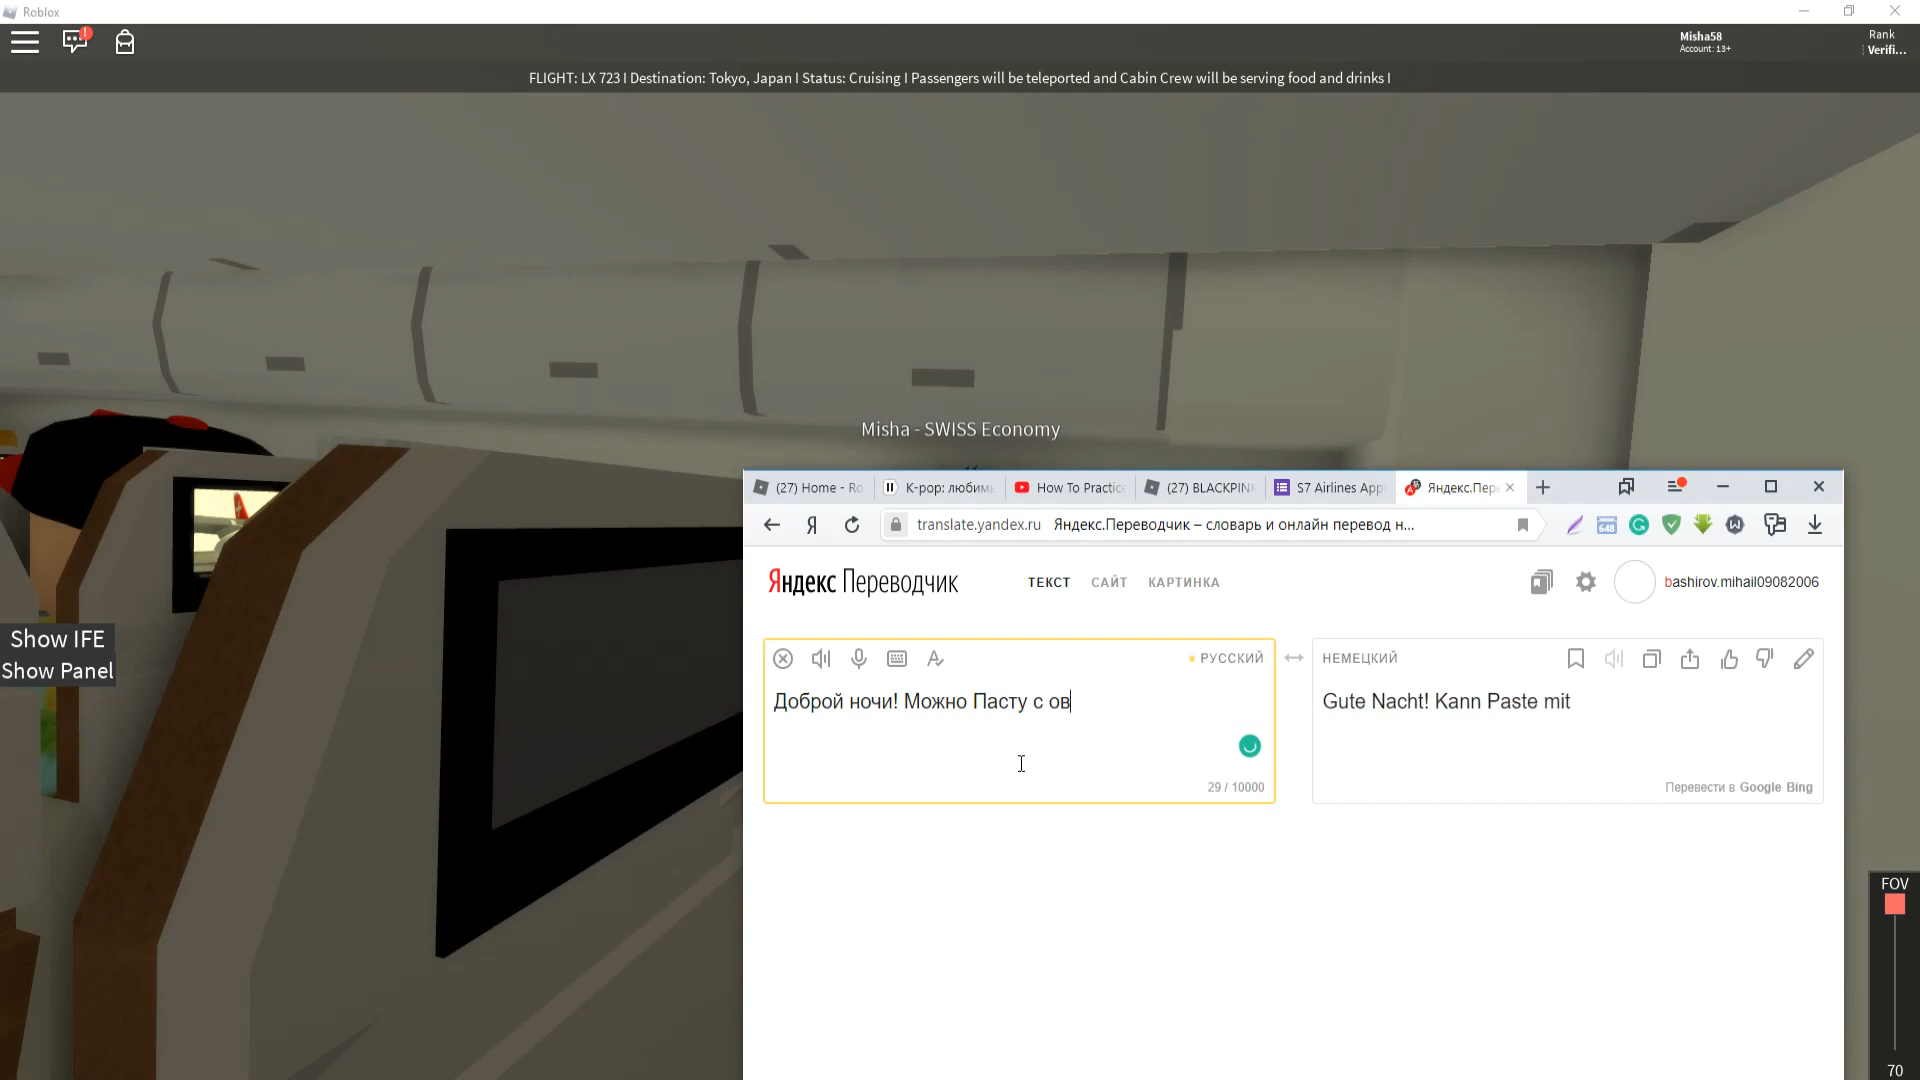 Roblox
Misha58
Account: 13+
Rank
Verifi...
FLIGHT: LX 723 I Destination: Tokyo, Japan I Status: Cruising I Passengers will be teleported and Cabin Crew will be serving food and drinks I
Misha - SWISS Economy
(27) Home - Ro
K-pop: любимы
How To Practice
(27) BLACKPIN
S7 Airlines App
Яндекс.Пер
Я
translate.yandex.ru Яндекс.Переводчик – словарь и онлайн перевод н...
648
Яндекс Переводчик
ТЕКСТ
САЙТ
КАРТИНКА
bashirov.mihail09082006
Show IFE
Show Panel
РУССКИЙ
НЕМЕЦКИЙ
Доброй ночи! Можно Пасту с ов
Gute Nacht! Kann Paste mit
29 / 10000
Перевести в Google Bing
FOV
70